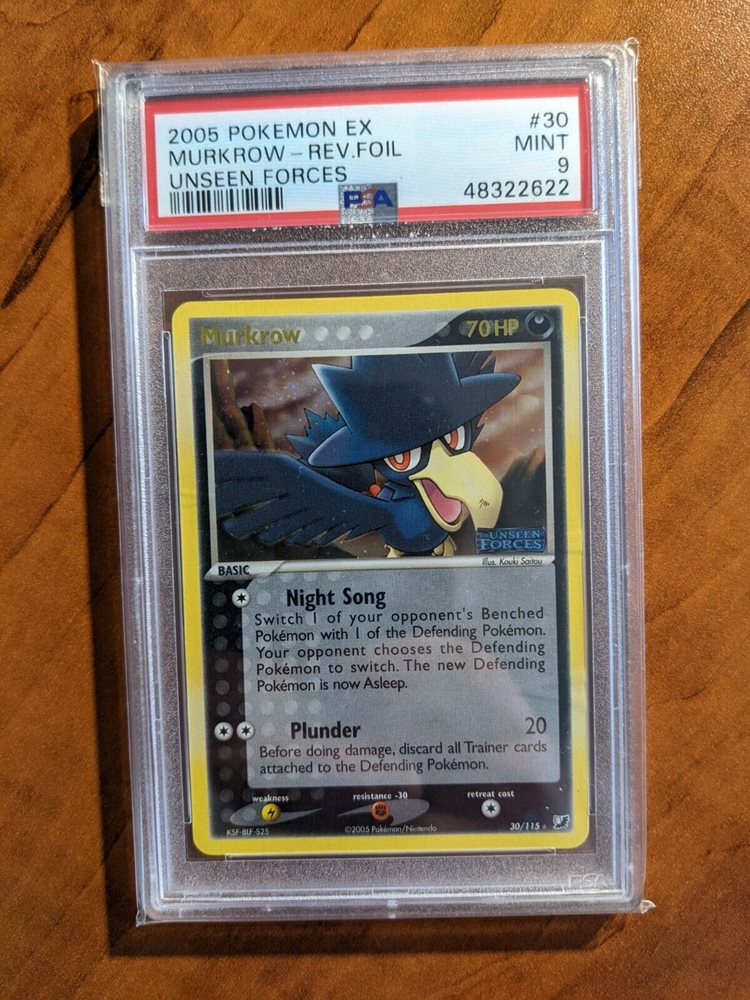 2005 POKEMON EX #30
MURKROW - REV.FOIL MINT
UNSEEN FORCES 9
PSA 48322622
Murkrow 70 HP
UNSEEN
FORCES
BASIC Illus. Kouki Saitou
Night Song
Switch 1 of your opponent's Benched
Pokémon with 1 of the Defending Pokémon.
Your opponent chooses the Defending
Pokémon to switch. The new Defending
Pokémon is now Asleep.
Plunder 20
Before doing damage, discard all Trainer cards
attached to the Defending Pokémon.
weakness resistance -30 retreat cost
KSF-8LF-525 ©2005 Pokémon/Nintendo 30/115